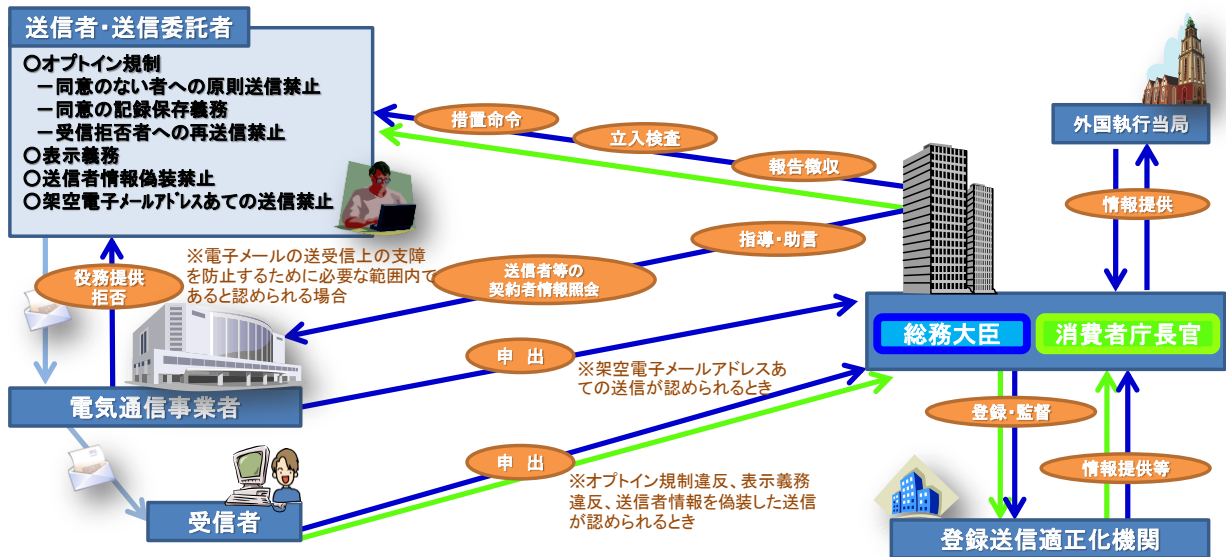 送信者・送信委託者
○オプトイン規制
－同意のない者への原則送信禁止
－同意の記録保存義務
－受信拒否者への再送信禁止
○表示義務
○送信者情報偽装禁止
○架空電子ﾒｰﾙｱﾄﾞﾚｽあての送信禁止
措置命令
立入検査
報告徴収
外国執行当局
情報提供
指導・助言
送信者等の
契約者情報照会
役務提供
拒否
※電子メールの送受信上の支障
を防止するために必要な範囲内で
あると認められる場合
総務大臣
消費者庁長官
申 出
※架空電子メールアドレスあ
ての送信が認められるとき
電気通信事業者
登録・監督
情報提供等
申 出
※オプトイン規制違反、表示義務
違反、送信者情報を偽装した送信
が認められるとき
受信者
登録送信適正化機関